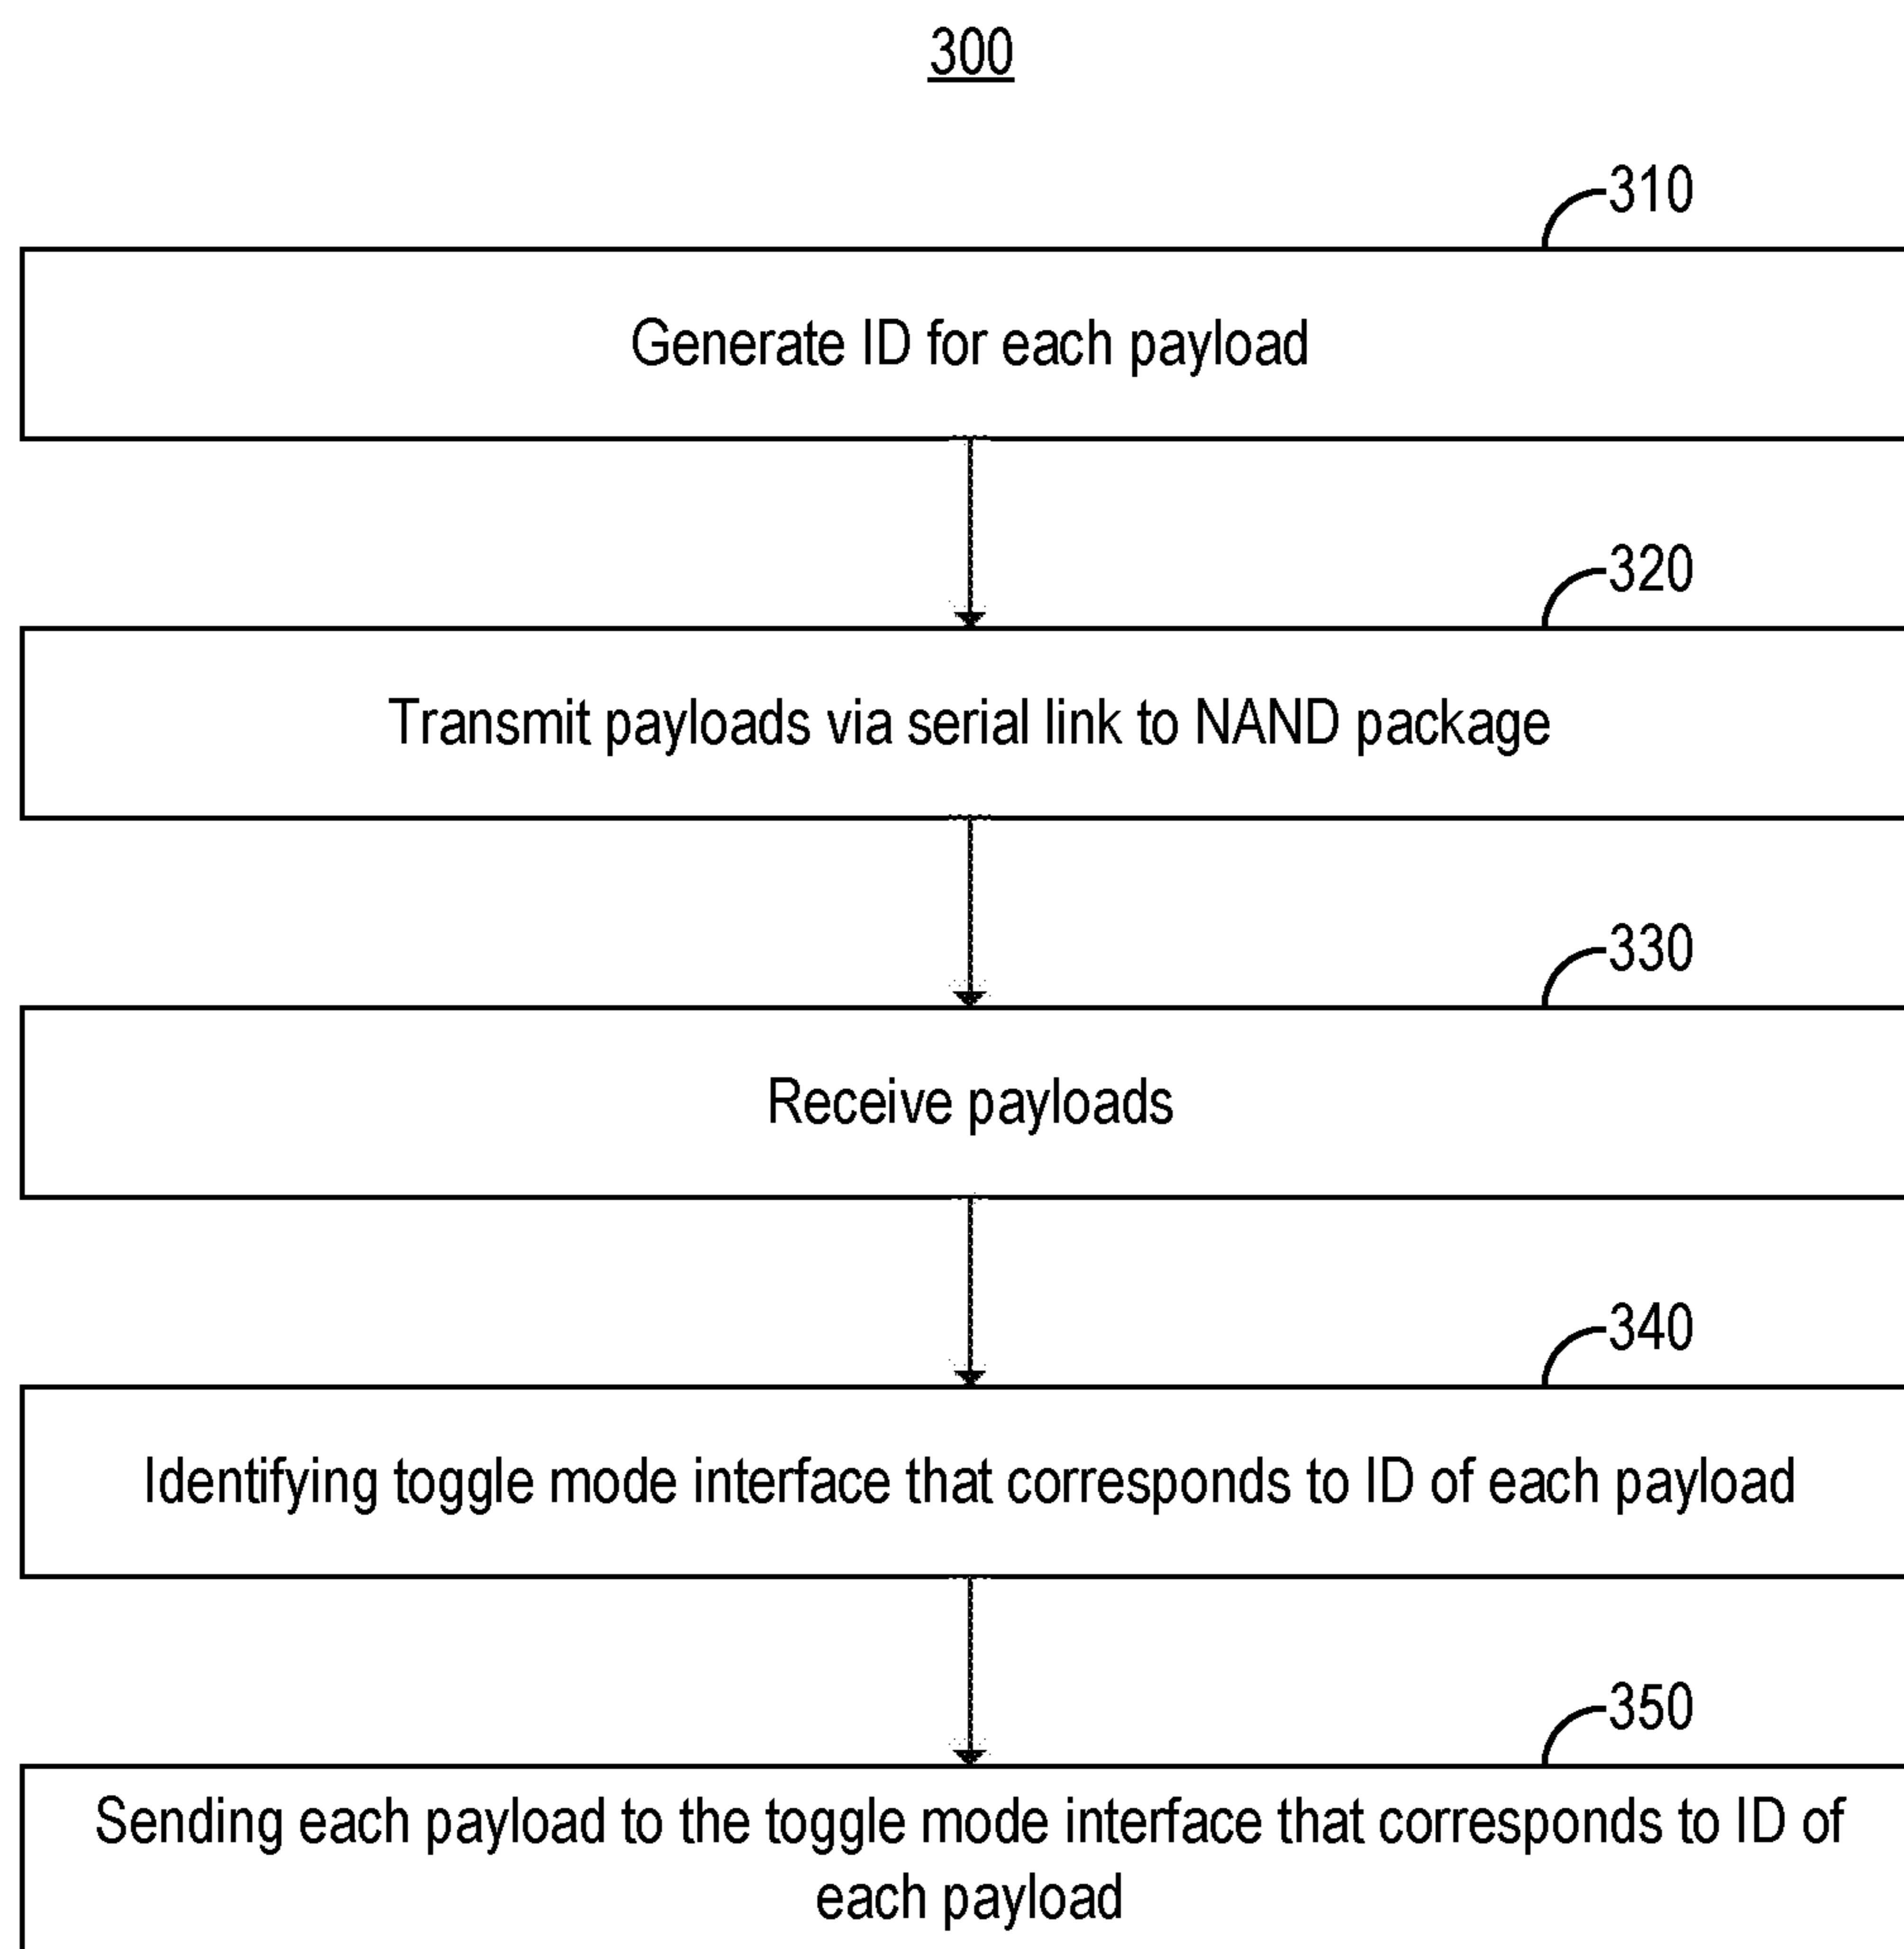 300
310
Generate ID for each payload
320
Transmit payloads via serial link to NAND package
330
Receive payloads
340
Identifying toggle mode interface that corresponds to ID of each payload
350
Sending each payload to the toggle mode interface that corresponds to ID of
each payload